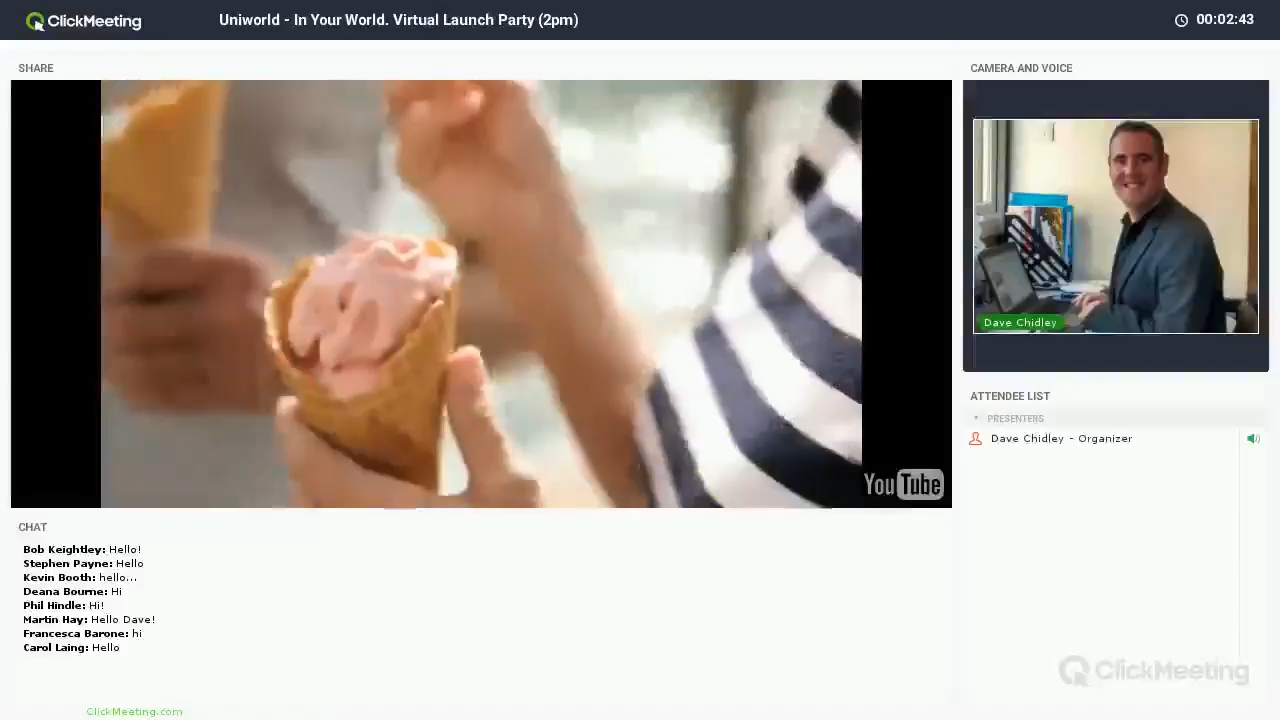 ClickMeeting
Uniworld - In Your World. Virtual Launch Party (2pm)
00:02:43
SHARE
CAMERA AND VOICE
Dave Chidley
YouTube
ATTENDEE LIST
PRESENTERS
Dave Chidley - Organizer
CHAT
Bob Keightley: Hello!
Stephen Payne: Hello
Kevin Booth: hello...
Deana Bourne: Hi
Phil Hindle: Hi!
Martin Hay: Hello Dave!
Francesca Barone: hi
Carol Laing: Hello
ClickMeeting
ClickMeeting.com